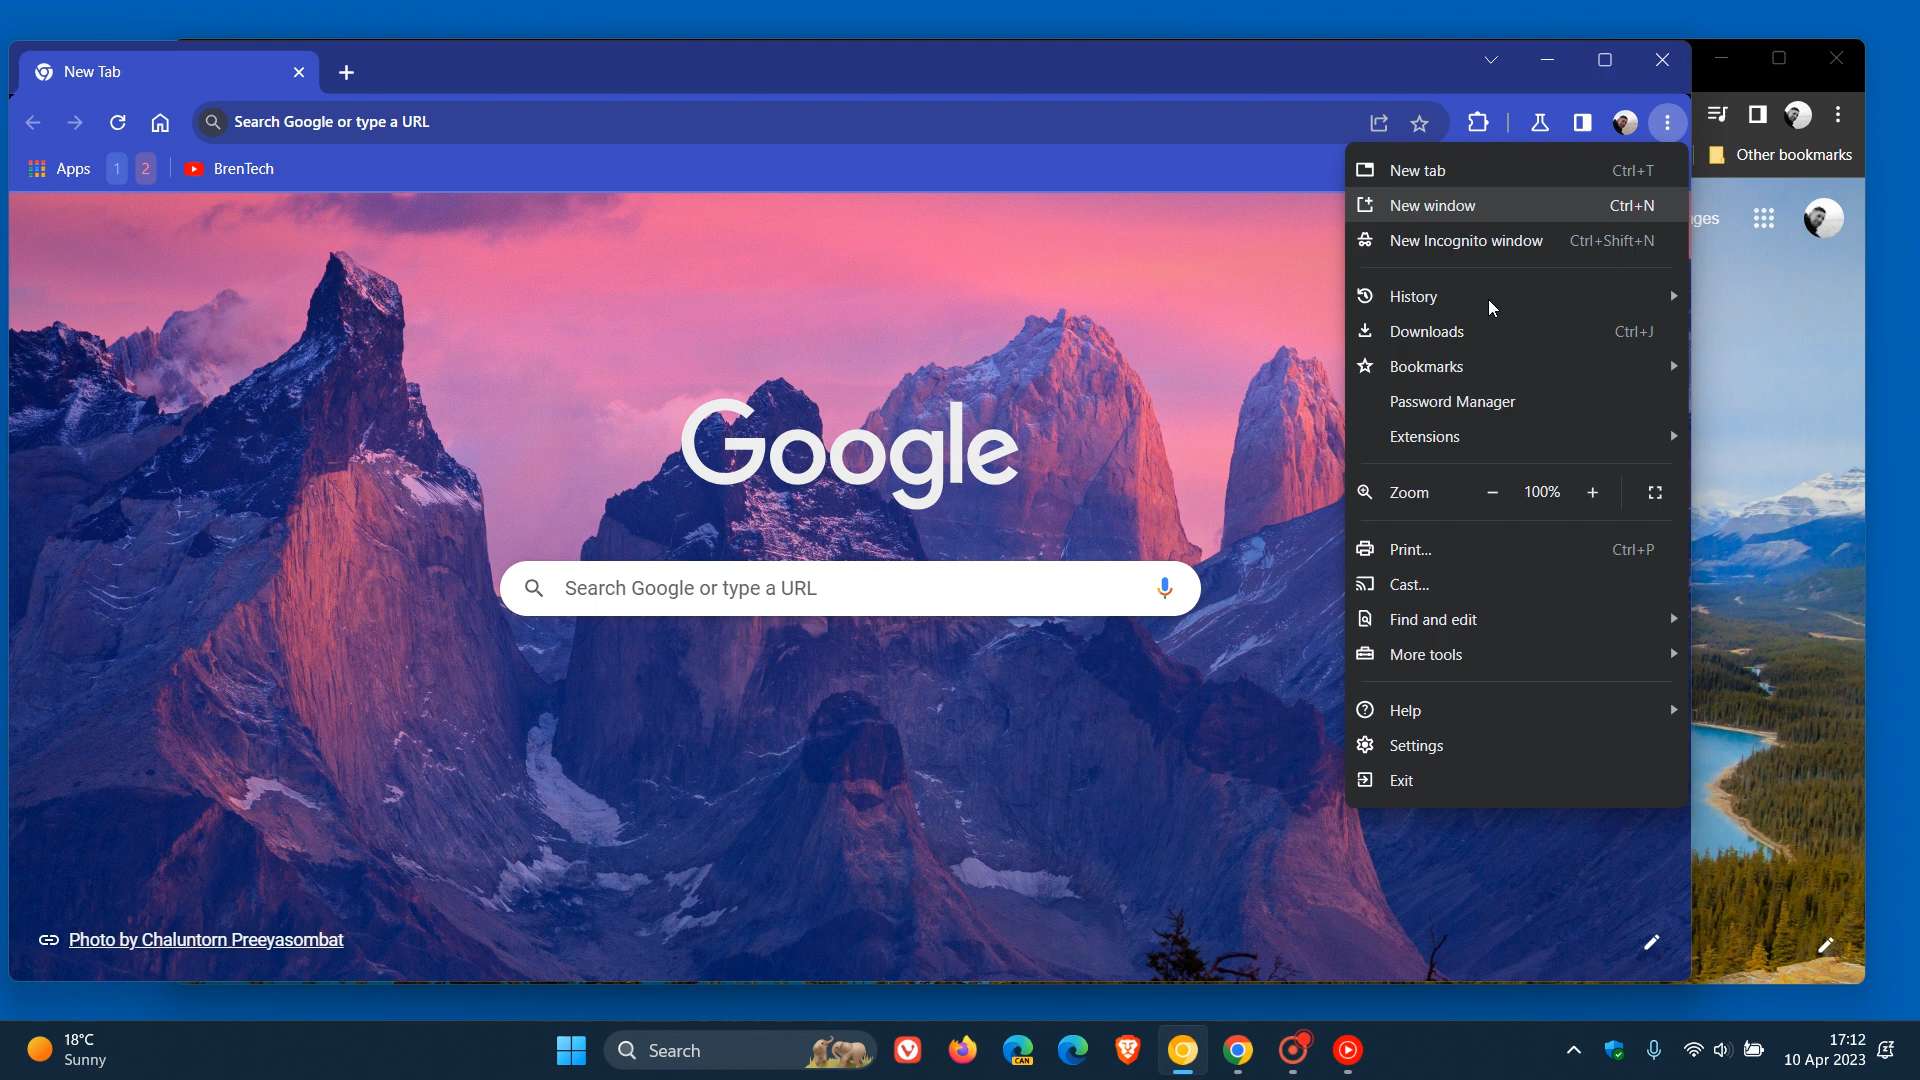 New Tab
Search Google or type a URL
Apps
1
2
BrenTech
Other bookmarks
ges
New tab Ctrl+T
New window Ctrl+N
New Incognito window Ctrl+Shift+N
History
Downloads Ctrl+J
Bookmarks
Password Manager
Extensions
Zoom − 100% +
Print... Ctrl+P
Cast...
Find and edit
More tools
Help
Settings
Exit
Google
Search Google or type a URL
Photo by Chaluntorn Preeyasombat
18°C
Sunny
Search
CAN
17:12
10 Apr 2023